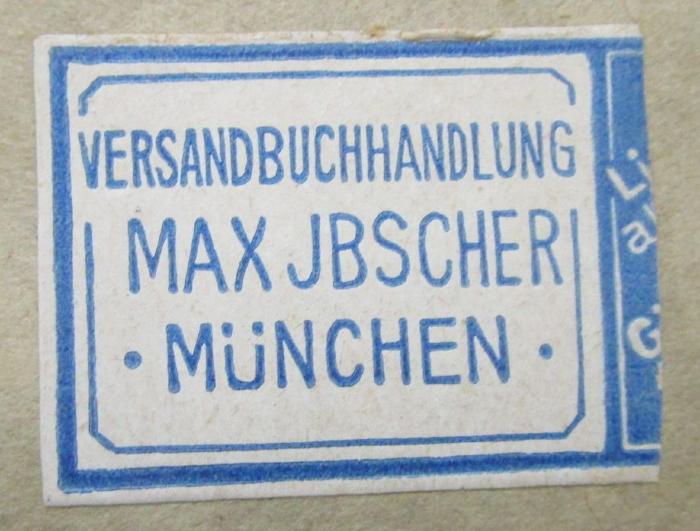 VERSANDBUCHHANDLUNG
MAX JBSCHER
· MÜNCHEN ·